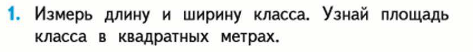 1. Измерь длину и ширину класса. Узнай площадь
класса в квадратных метрах.